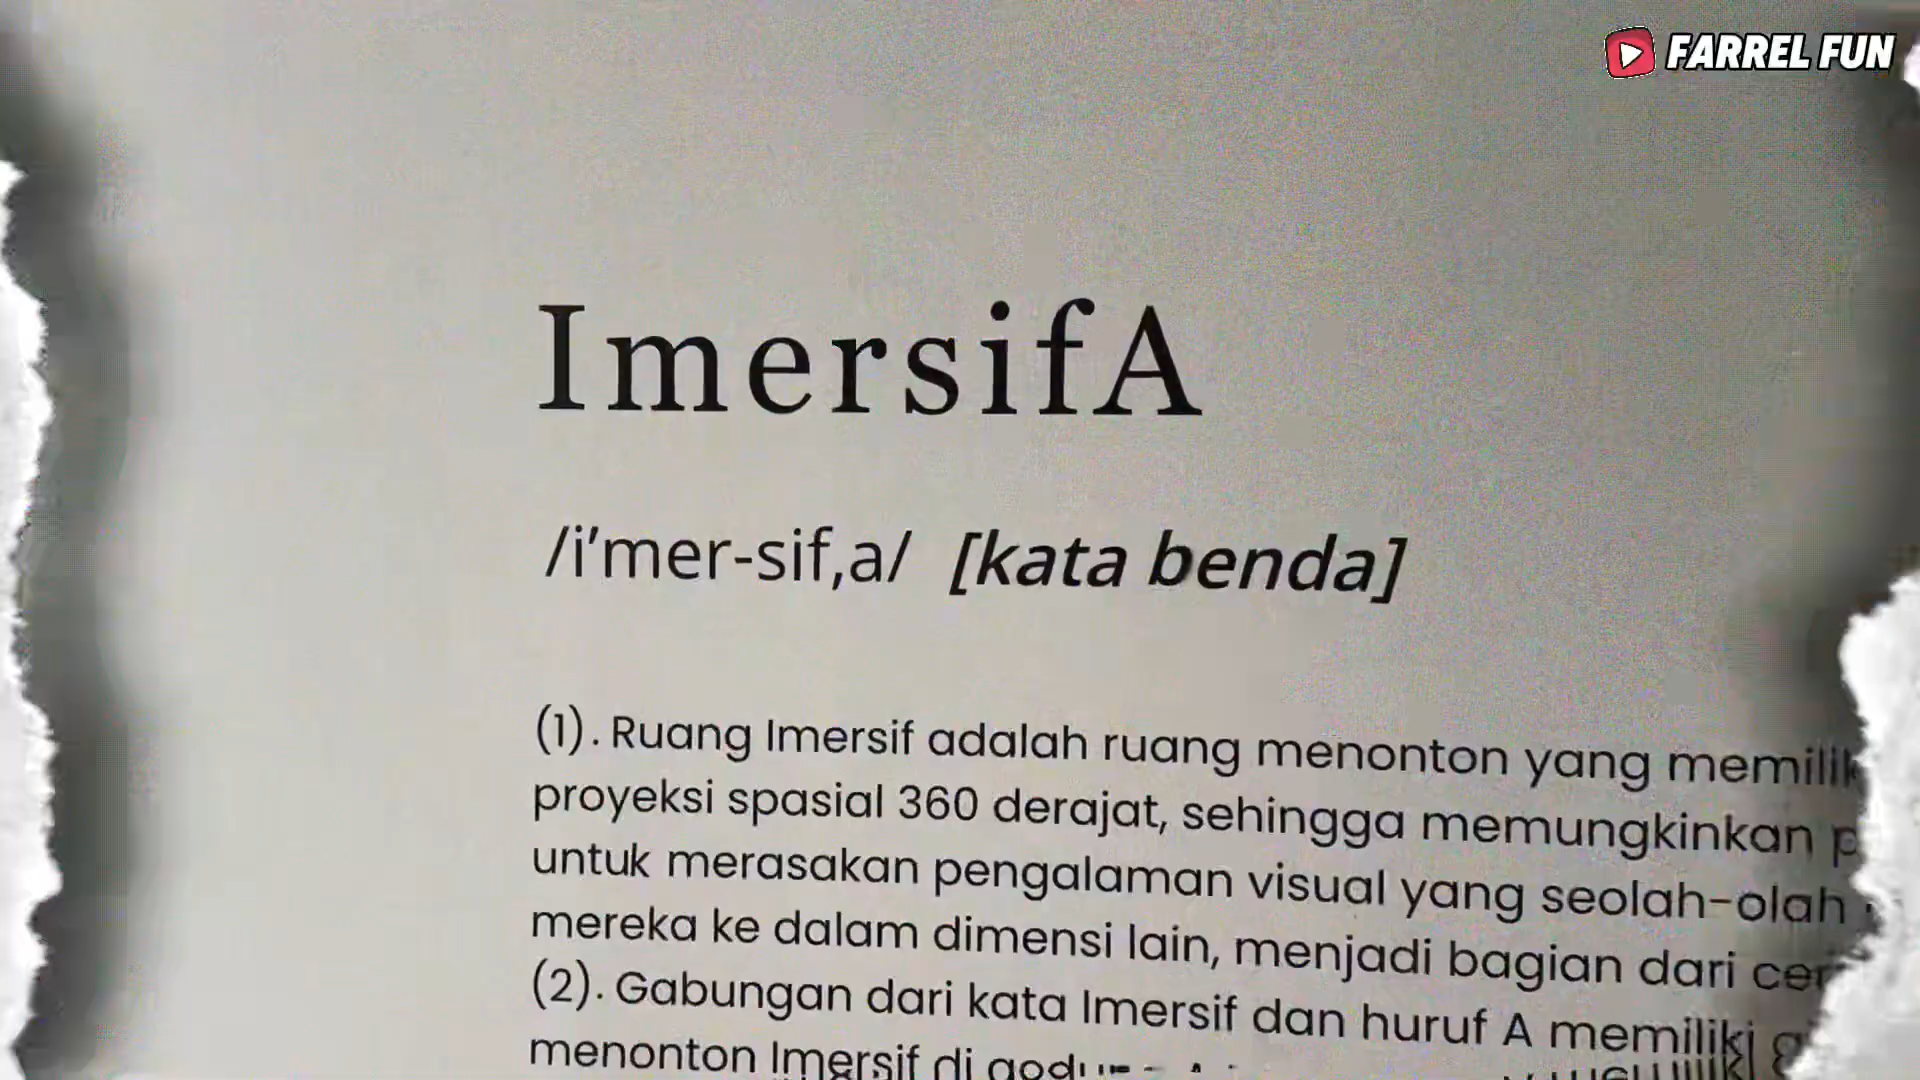 FARREL FUN
ImersifA
/i'mer-sif,a/ [kata benda]
(1). Ruang Imersif adalah ruang menonton yang
proyeksi spasial 360 derajat, sehingga memungkinkan
untuk merasakan pengalaman visual yang seolah-olah
mereka ke dalam dimensi lain, menjadi bagian dari
(2). Gabungan dari kata Imersif dan huruf A memiliki
menonton Imersif di